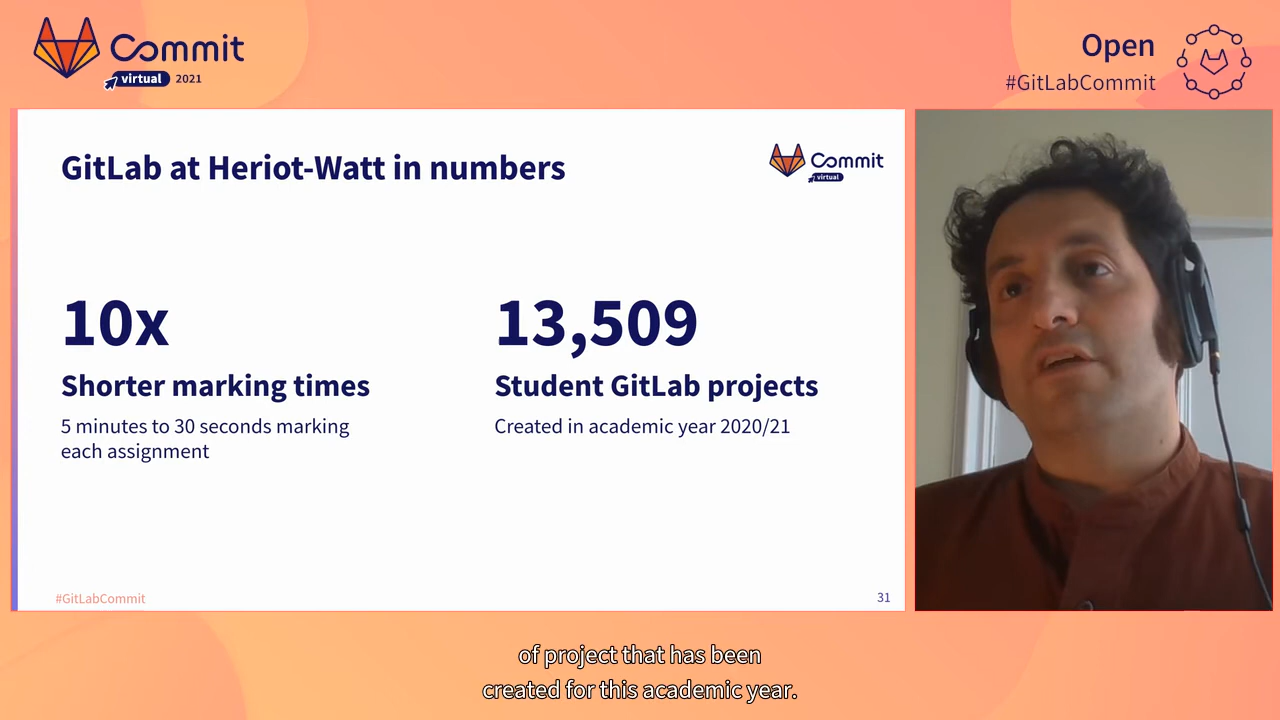 Commit
virtual 2021
Open
#GitLabCommit
GitLab at Heriot-Watt in numbers
Commit
virtual
10x
Shorter marking times
5 minutes to 30 seconds marking
each assignment
13,509
Student GitLab projects
Created in academic year 2020/21
#GitLabCommit
31
of project that has been
created for this academic year.